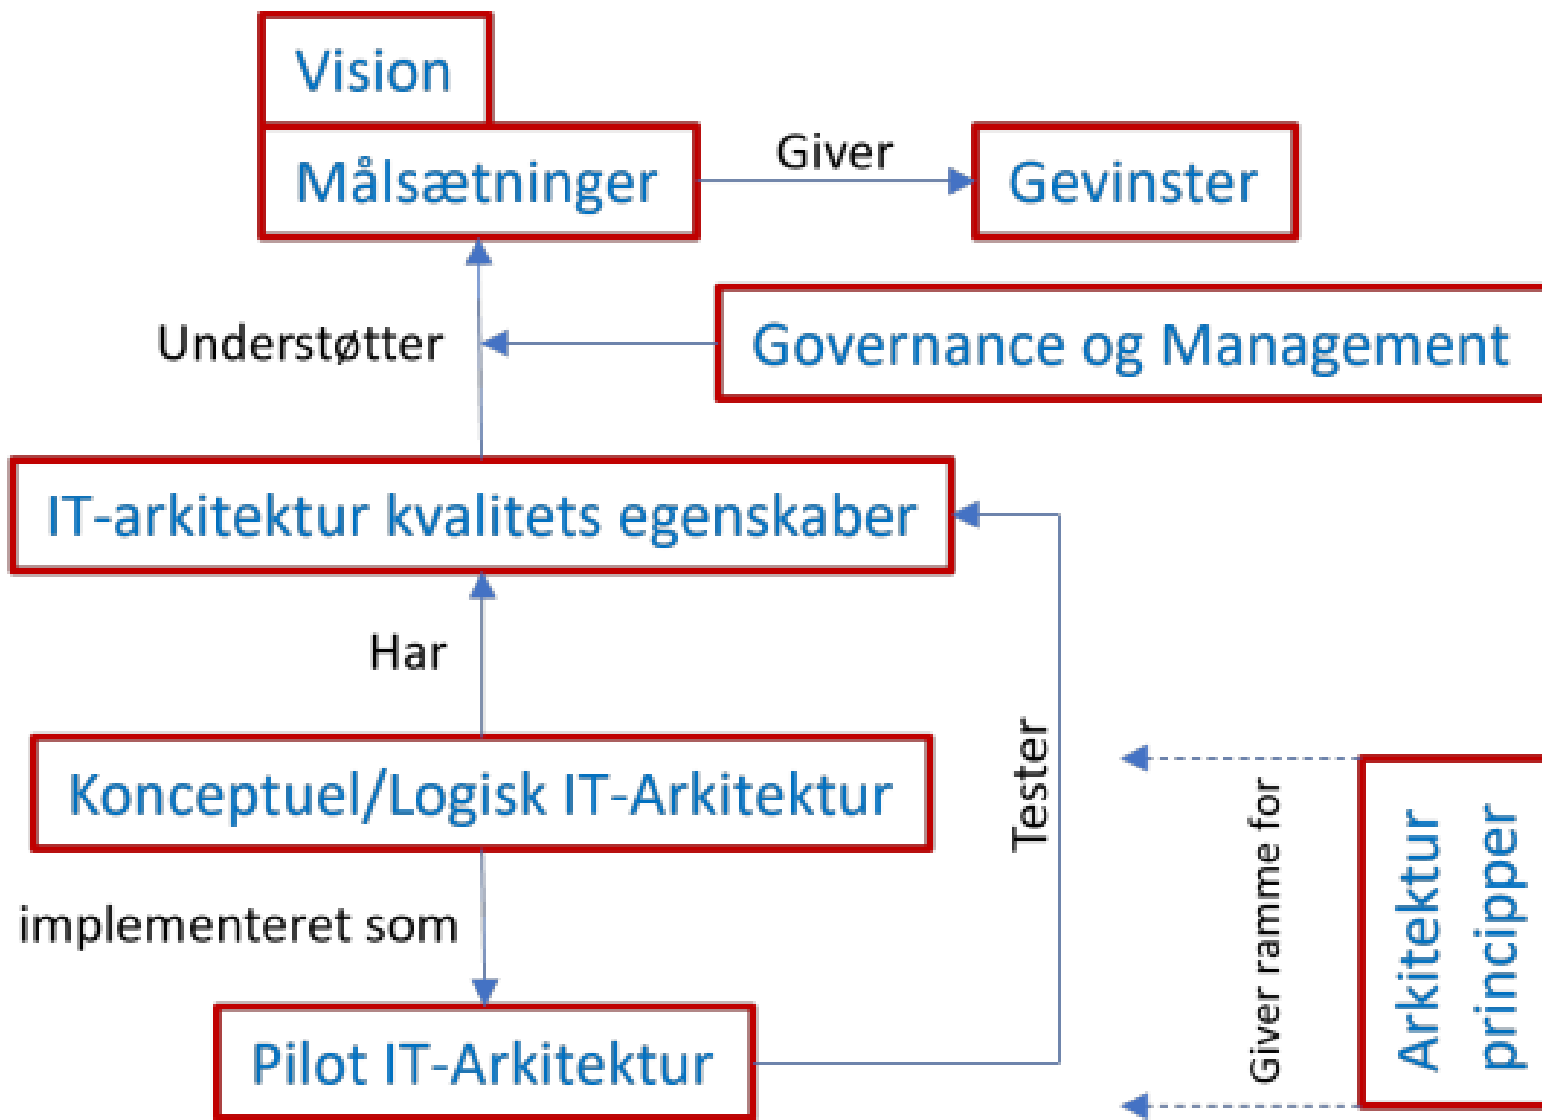 Vision
Målsætninger
Giver
Gevinster
Understøtter
Governance og Management
IT-arkitektur kvalitets egenskaber
Har
Konceptuel/Logisk IT-Arkitektur
Tester
implementeret som
Giver ramme for
Arkitektur
principper
Pilot IT-Arkitektur